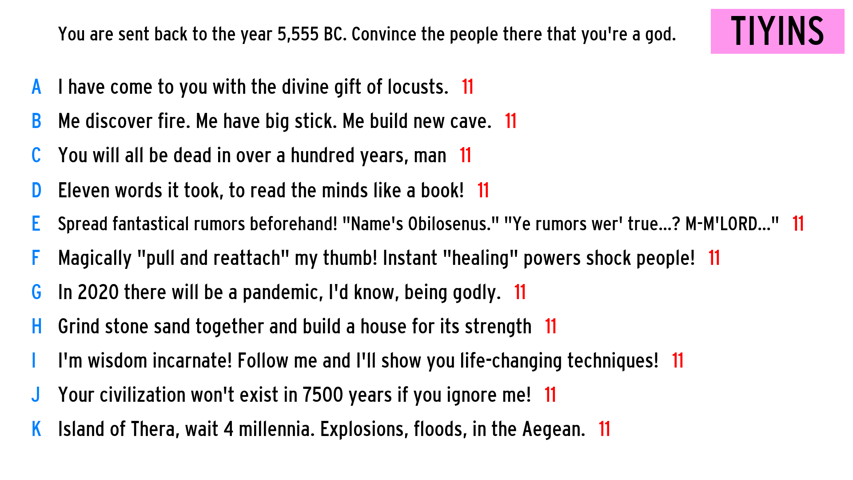 You are sent back to the year 5,555 BC. Convince the people there that you're a god.
TIYINS
A I have come to you with the divine gift of locusts. 11
B Me discover fire. Me have big stick. Me build new cave. 11
C You will all be dead in over a hundred years, man 11
D Eleven words it took, to read the minds like a book! 11
E Spread fantastical rumors beforehand! "Name's Obilosenus." "Ye rumors wer' true...? M-M'LORD..." 11
F Magically "pull and reattach" my thumb! Instant "healing" powers shock people! 11
G In 2020 there will be a pandemic, I'd know, being godly. 11
H Grind stone sand together and build a house for its strength 11
I I'm wisdom incarnate! Follow me and I'll show you life-changing techniques! 11
J Your civilization won't exist in 7500 years if you ignore me! 11
K Island of Thera, wait 4 millennia. Explosions, floods, in the Aegean. 11